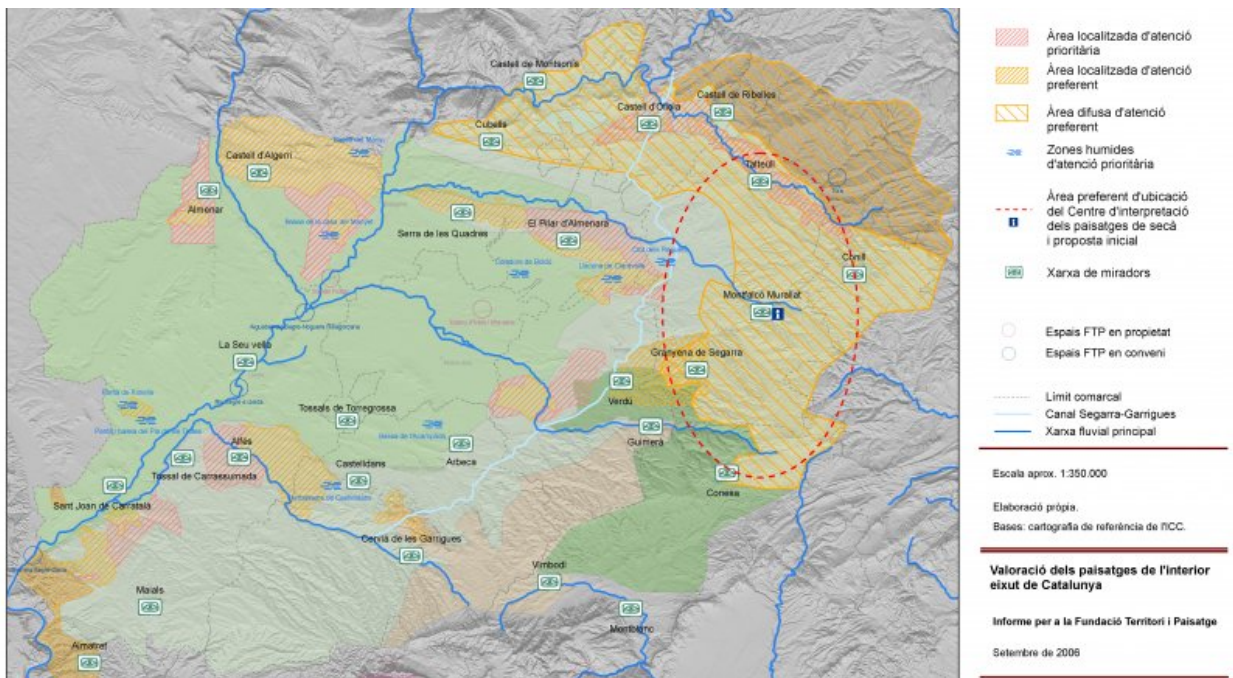 Castell de Montsonís
Castell de Ribelles
Castell d'Oliola
Cubells
Castell d'Algerri
Talteüll
Almenar
Serra de les Quadres
El Pilar d'Almenara
Conill
Montfalcó Murallat
La Seu vella
Granyena de Segarra
Verdú
Tossals de Torregrossa
Guimerà
Alfés
Arbeca
Tossal de Carrassumada
Castelldans
Conesa
Sant Joan de Carratalà
Cervià de les Garrigues
Vimbodí
Maials
Montblanc
Almatret
Àrea localitzada d'atenció
prioritària
Àrea localitzada d'atenció
preferent
Àrea difusa d'atenció
preferent
Zones humides
d'atenció prioritària
Àrea preferent d'ubicació
del Centre d'interpretació
dels paisatges de secà
i proposta inicial
Xarxa de miradors
Espais FTP en propietat
Espais FTP en conveni
Límit comarcal
Canal Segarra-Garrigues
Xarxa fluvial principal
Escala aprox. 1:350.000
Elaboració pròpia.
Bases: cartografia de referència de l'ICC.
Valoració dels paisatges de l'interior
eixut de Catalunya
Informe per a la Fundació Territori i Paisatge
Setembre de 2006